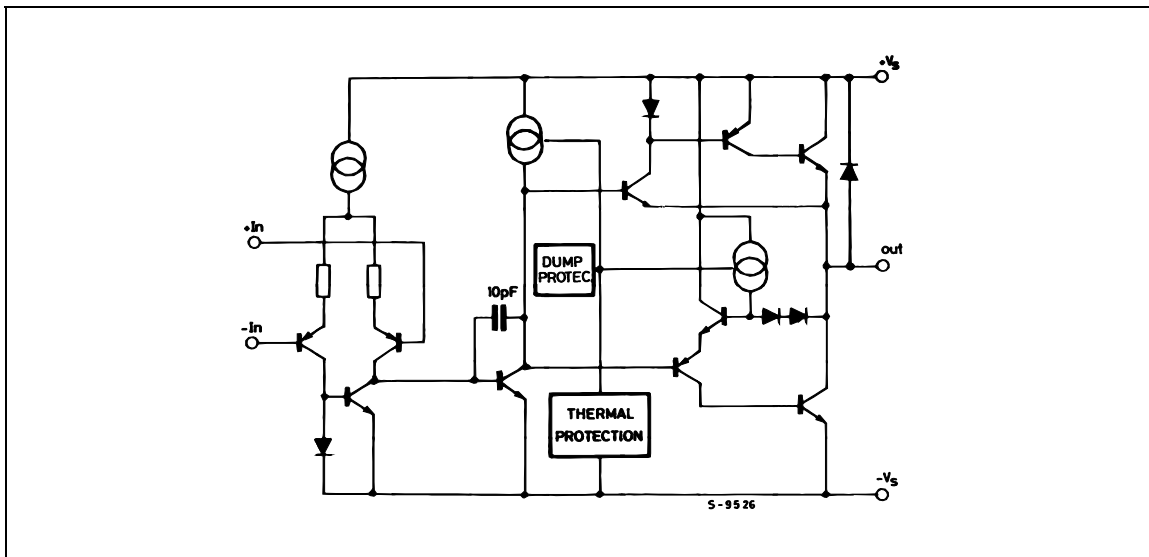 +Vs
+In
DUMP
PROTEC.
out
10pF
-In
THERMAL
PROTECTION
-Vs
S-9526